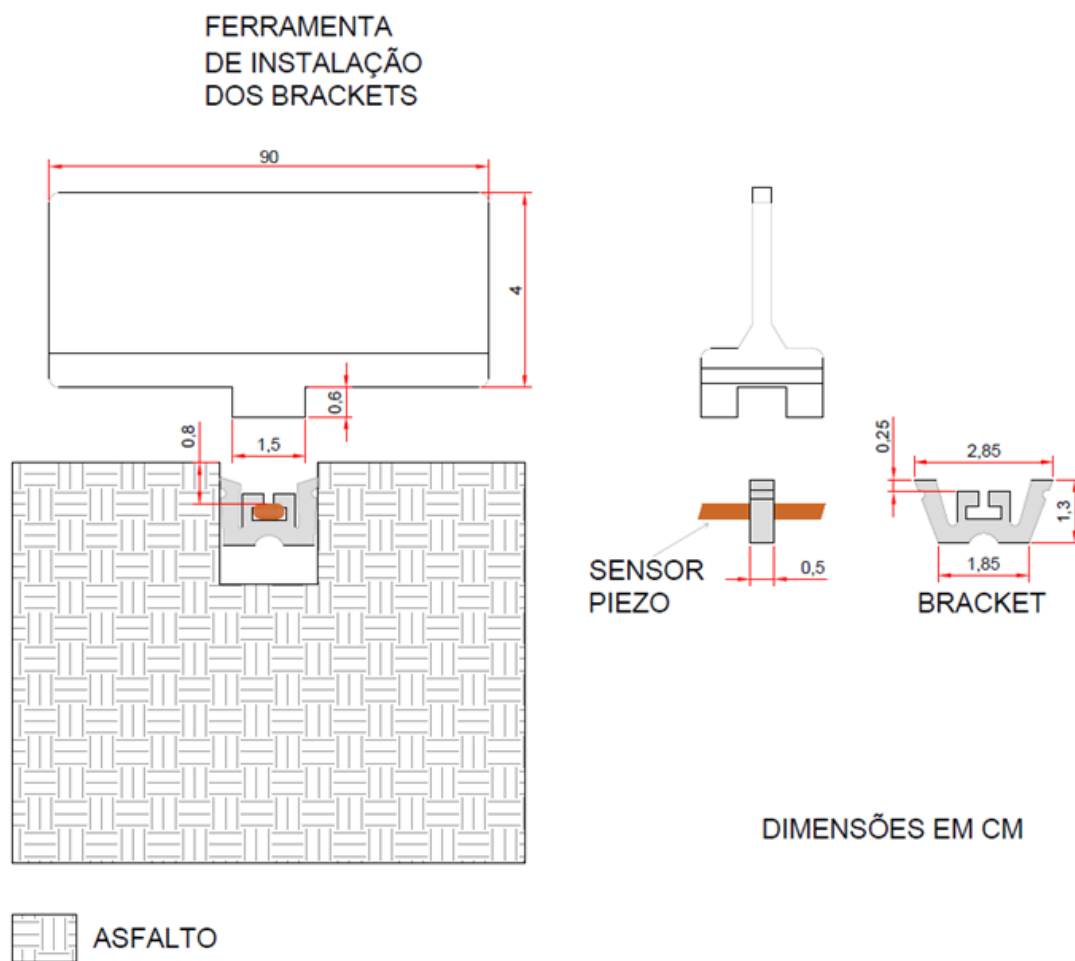 FERRAMENTA
DE INSTALAÇÃO
DOS BRACKETS
90
4
0,6
0,8
1,5
0,25
2,85
1,3
SENSOR
PIEZO
0,5
1,85
BRACKET
DIMENSÕES EM CM
ASFALTO